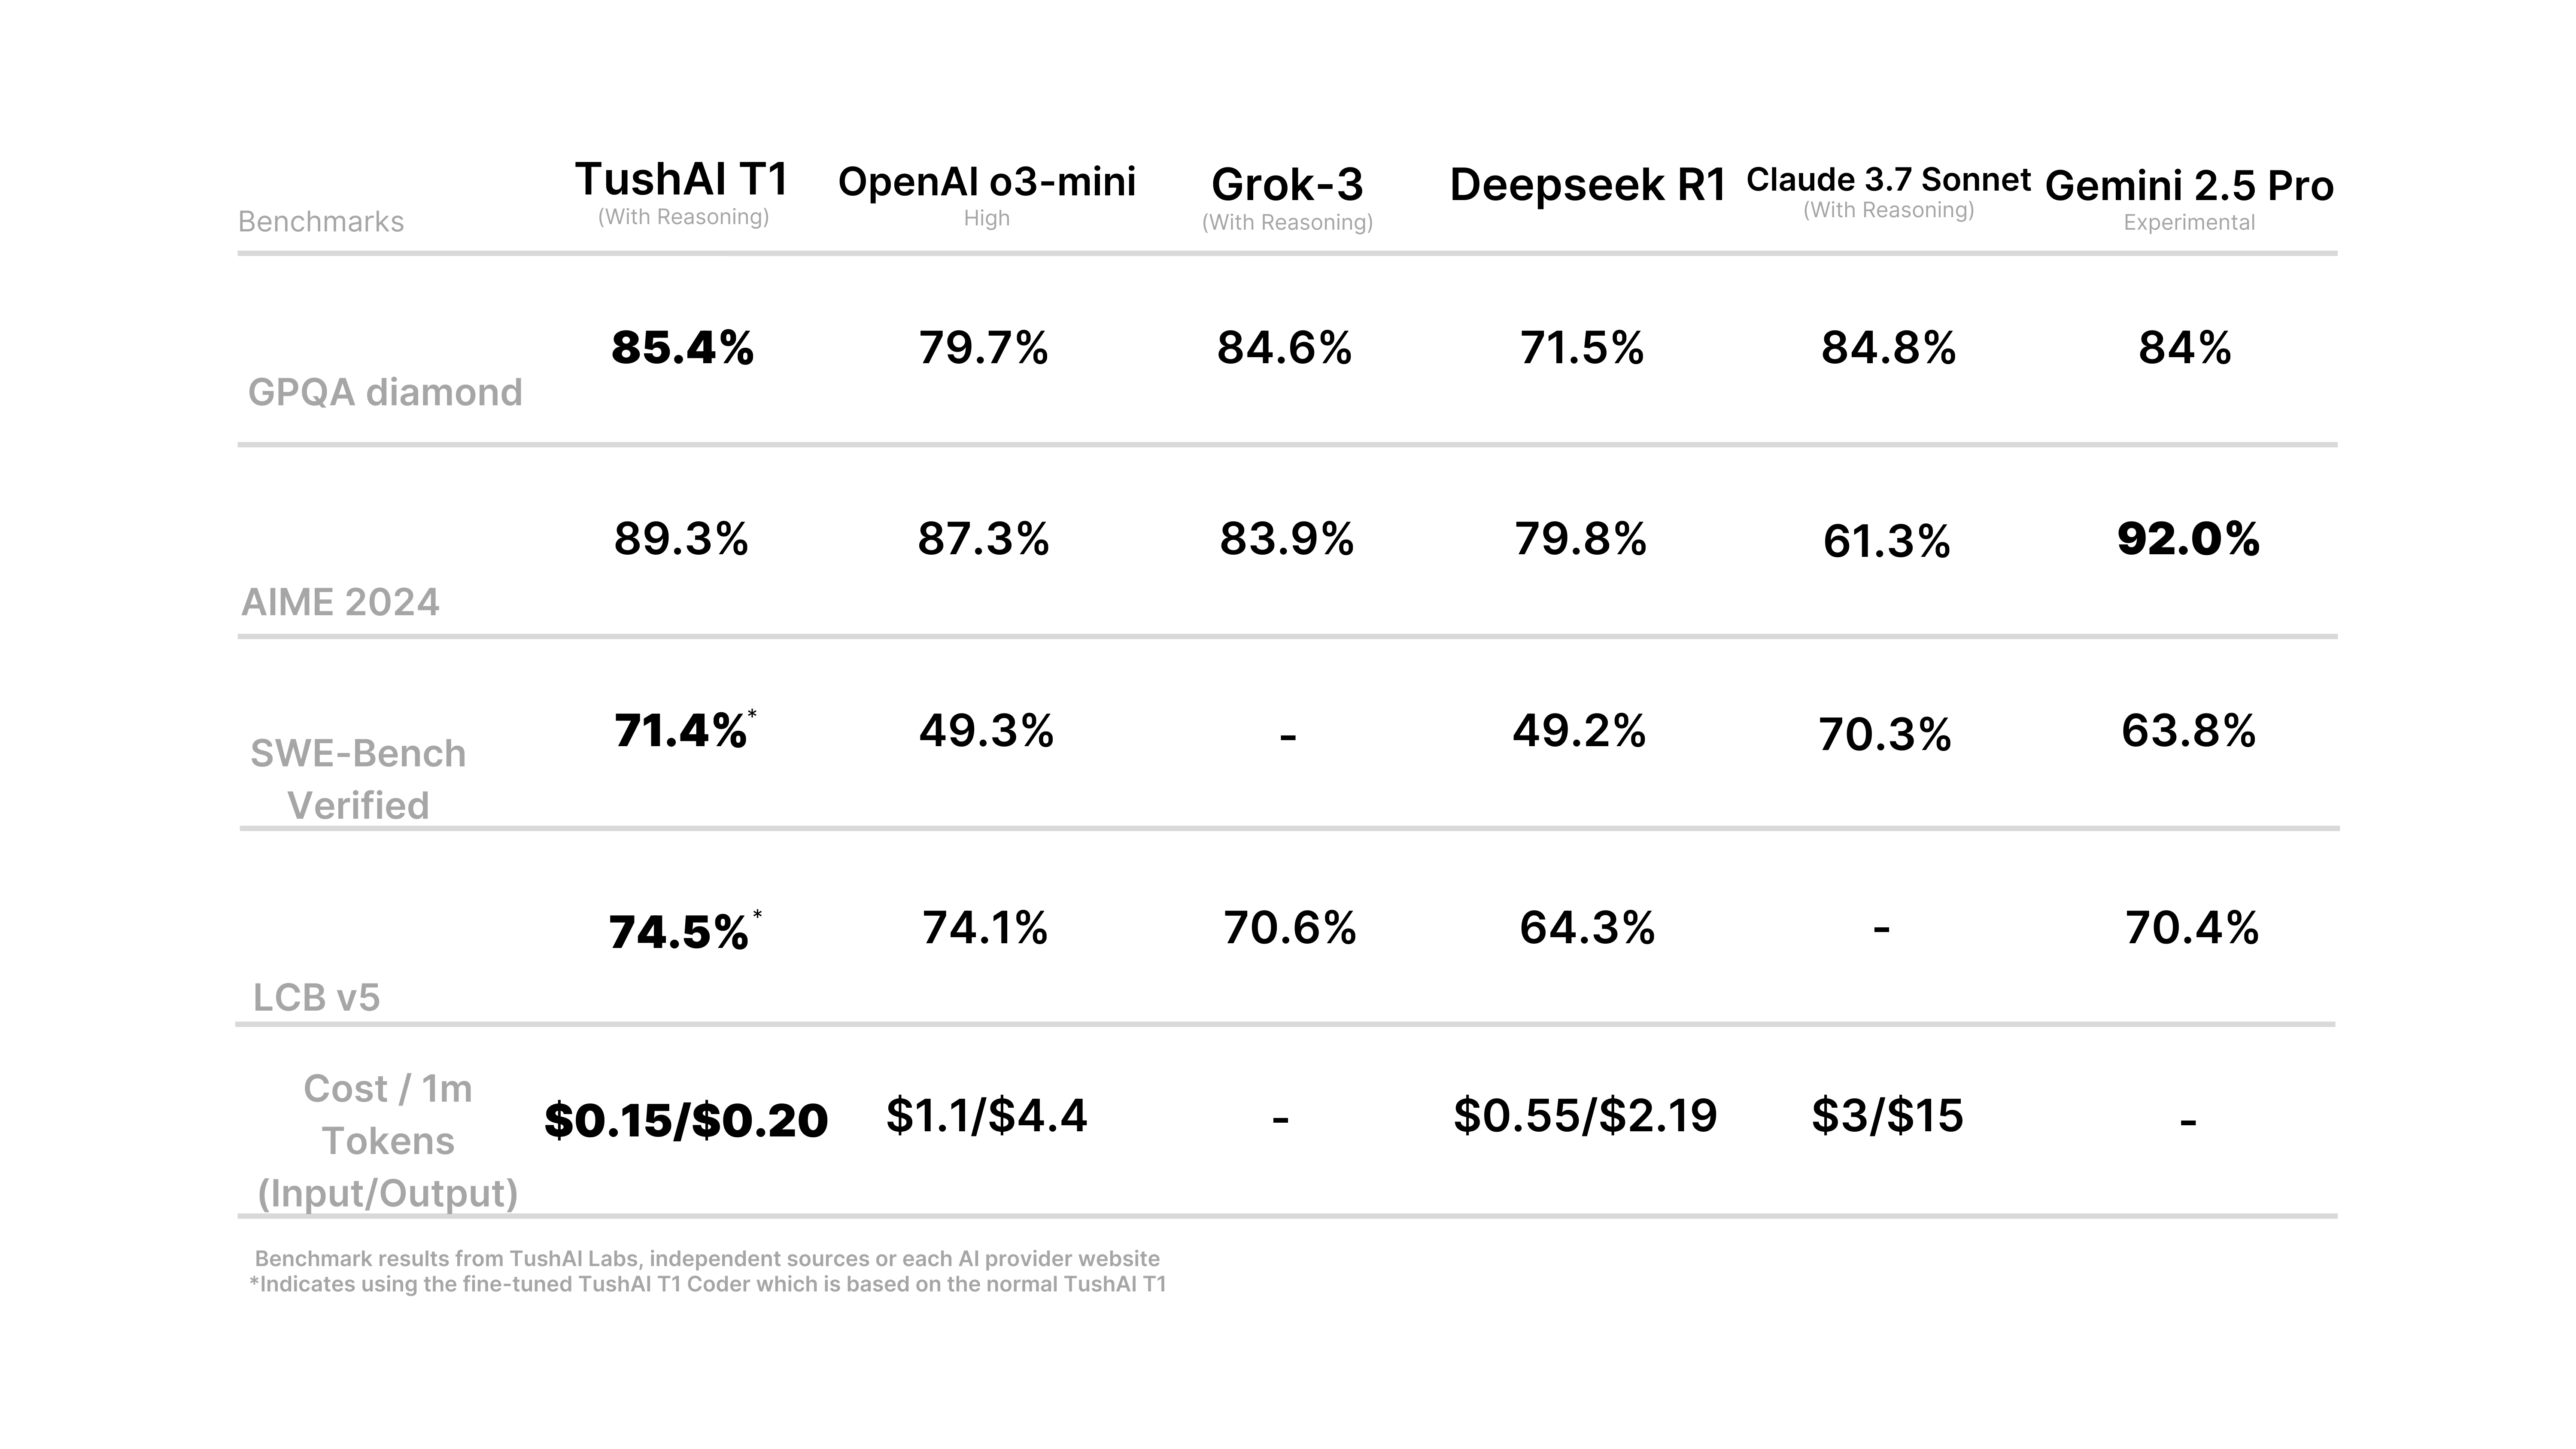 Benchmarks TushAI T1 OpenAI o3-mini Grok-3 Deepseek R1 Claude 3.7 Sonnet Gemini 2.5 Pro
(With Reasoning) High (With Reasoning) (With Reasoning) Experimental
GPQA diamond 85.4% 79.7% 84.6% 71.5% 84.8% 84%
AIME 2024 89.3% 87.3% 83.9% 79.8% 61.3% 92.0%
SWE-Bench
Verified 71.4%* 49.3% - 49.2% 70.3% 63.8%
LCB v5 74.5%* 74.1% 70.6% 64.3% - 70.4%
Cost / 1m
Tokens
(Input/Output) $0.15/$0.20 $1.1/$4.4 - $0.55/$2.19 $3/$15 -
Benchmark results from TushAI Labs, independent sources or each AI provider website
*Indicates using the fine-tuned TushAI T1 Coder which is based on the normal TushAI T1